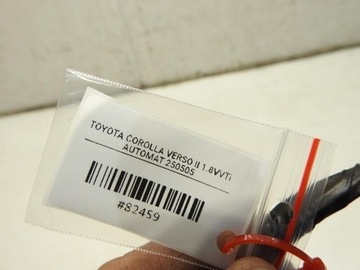 TOYOTA COROLLA VERSO II 1.8VVTi
AUTOMAT 250505
#82459